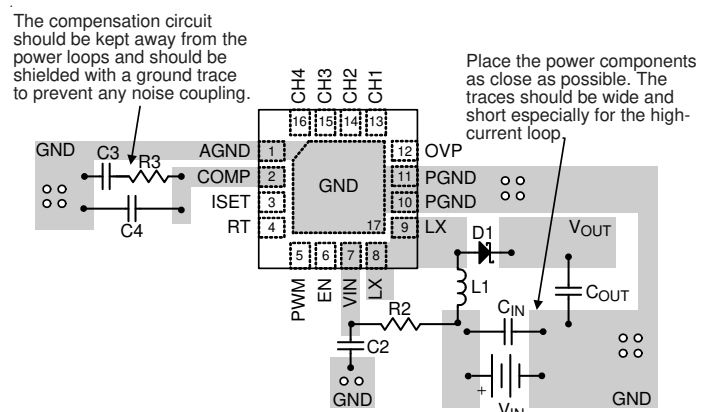 The compensation circuit
should be kept away from the
power loops and should be
shielded with a ground trace
to prevent any noise coupling.
Place the power components
as close as possible. The
traces should be wide and
short especially for the high-
current loop.
CH4 CH3 CH2 CH1
16 15 14 13
GND C3 R3 AGND 1 12 OVP
COMP 2 GND 11 PGND
ISET 3 10 PGND
C4 RT 4 17 9 LX D1 VOUT
5 6 7 8
PWM EN VIN LX
L1 COUT
R2 CIN
C2
+
GND VIN GND